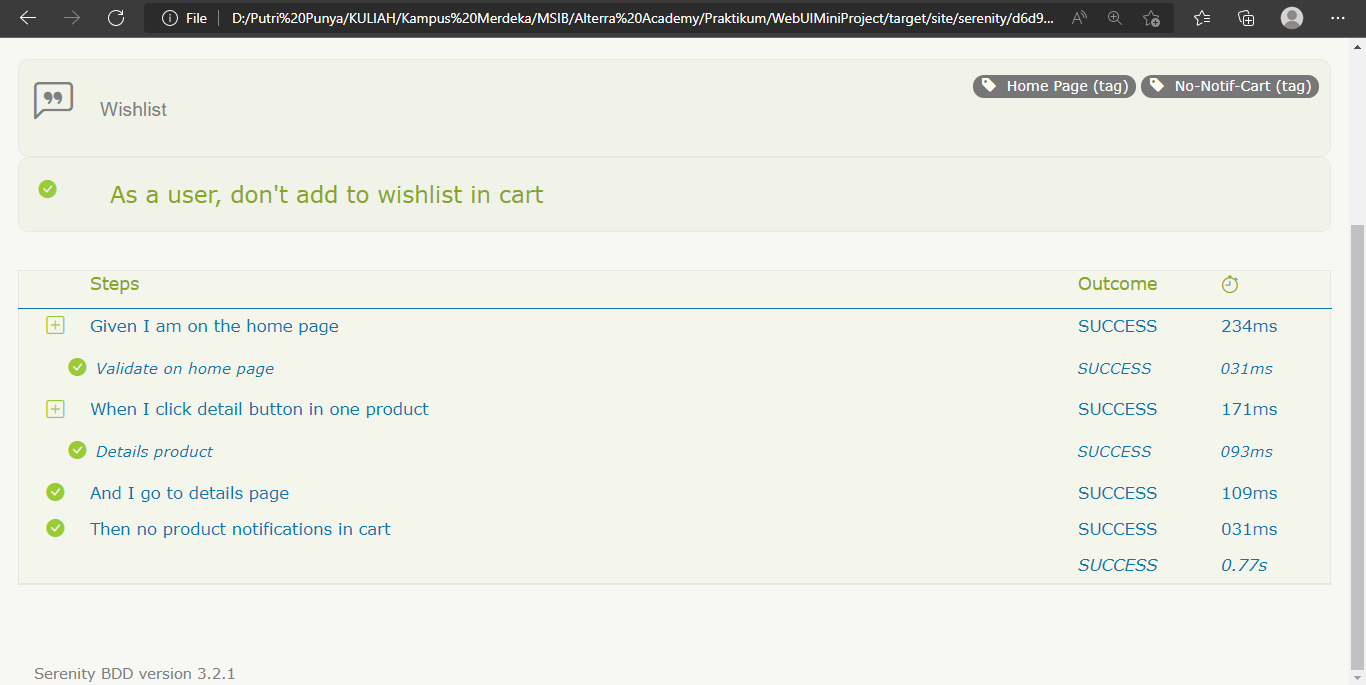 File
D:/Putri%20Punya/KULIAH/Kampus%20Merdeka/MSIB/Alterra%20Academy/Praktikum/WebUIMiniProject/target/site/serenity/d6d9...
Wishlist
Home Page (tag)
No-Notif-Cart (tag)
As a user, don't add to wishlist in cart
Steps Outcome
Given I am on the home page SUCCESS 234ms
Validate on home page SUCCESS 031ms
When I click detail button in one product SUCCESS 171ms
Details product SUCCESS 093ms
And I go to details page SUCCESS 109ms
Then no product notifications in cart SUCCESS 031ms
SUCCESS 0.77s
Serenity BDD version 3.2.1